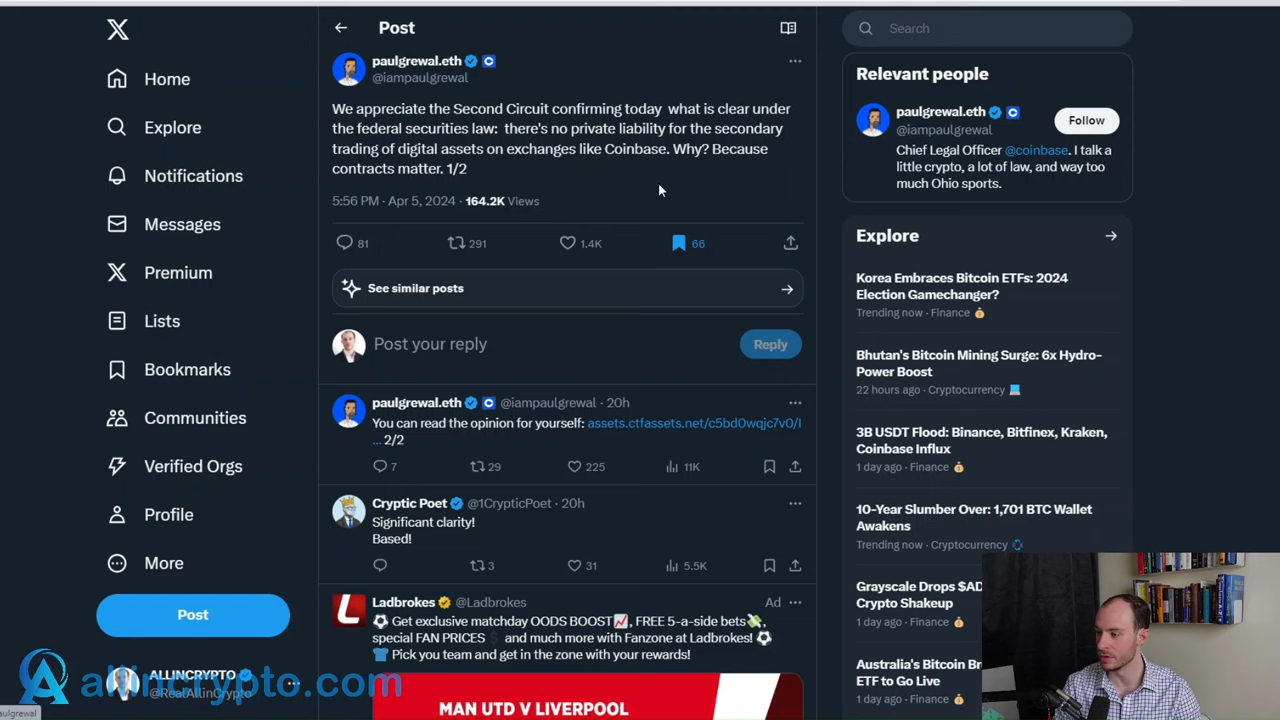 Home
Explore
Notifications
Messages
Premium
Lists
Bookmarks
Communities
Verified Orgs
Profile
More
Post
ALLINCRYPTO
@RealAllinCrypto
allincrypto.com
paulgrewal
Post
paulgrewal.eth
@iampaulgrewal
We appreciate the Second Circuit confirming today what is clear under
the federal securities law: there's no private liability for the secondary
trading of digital assets on exchanges like Coinbase. Why? Because
contracts matter. 1/2
5:56 PM · Apr 5, 2024 · 164.2K Views
81 291 1.4K 66
See similar posts
Post your reply
Reply
paulgrewal.eth @iampaulgrewal · 20h
You can read the opinion for yourself: assets.ctfassets.net/c5bd0wqjc7v0/l
... 2/2
7 29 225 11K
Cryptic Poet @1CrypticPoet · 20h
Significant clarity!
Based!
3 31 5.5K
Ladbrokes @Ladbrokes Ad
⚽ Get exclusive matchday OODS BOOST📈, FREE 5-a-side bets💸,
special FAN PRICES💲 and much more with Fanzone at Ladbrokes! ⚽
👕 Pick you team and get in the zone with your rewards!
MAN UTD V LIVERPOOL
Search
Relevant people
paulgrewal.eth
@iampaulgrewal
Follow
Chief Legal Officer @coinbase. I talk a
little crypto, a lot of law, and way too
much Ohio sports.
Explore
Korea Embraces Bitcoin ETFs: 2024
Election Gamechanger?
Trending now · Finance 💰
Bhutan's Bitcoin Mining Surge: 6x Hydro-
Power Boost
22 hours ago · Cryptocurrency 💻
3B USDT Flood: Binance, Bitfinex, Kraken,
Coinbase Influx
1 day ago · Finance 💰
10-Year Slumber Over: 1,701 BTC Wallet
Awakens
Trending now · Cryptocurrency
Grayscale Drops $AD
Crypto Shakeup
1 day ago · Finance 💰
Australia's Bitcoin Br
ETF to Go Live
1 day ago · Finance 💰